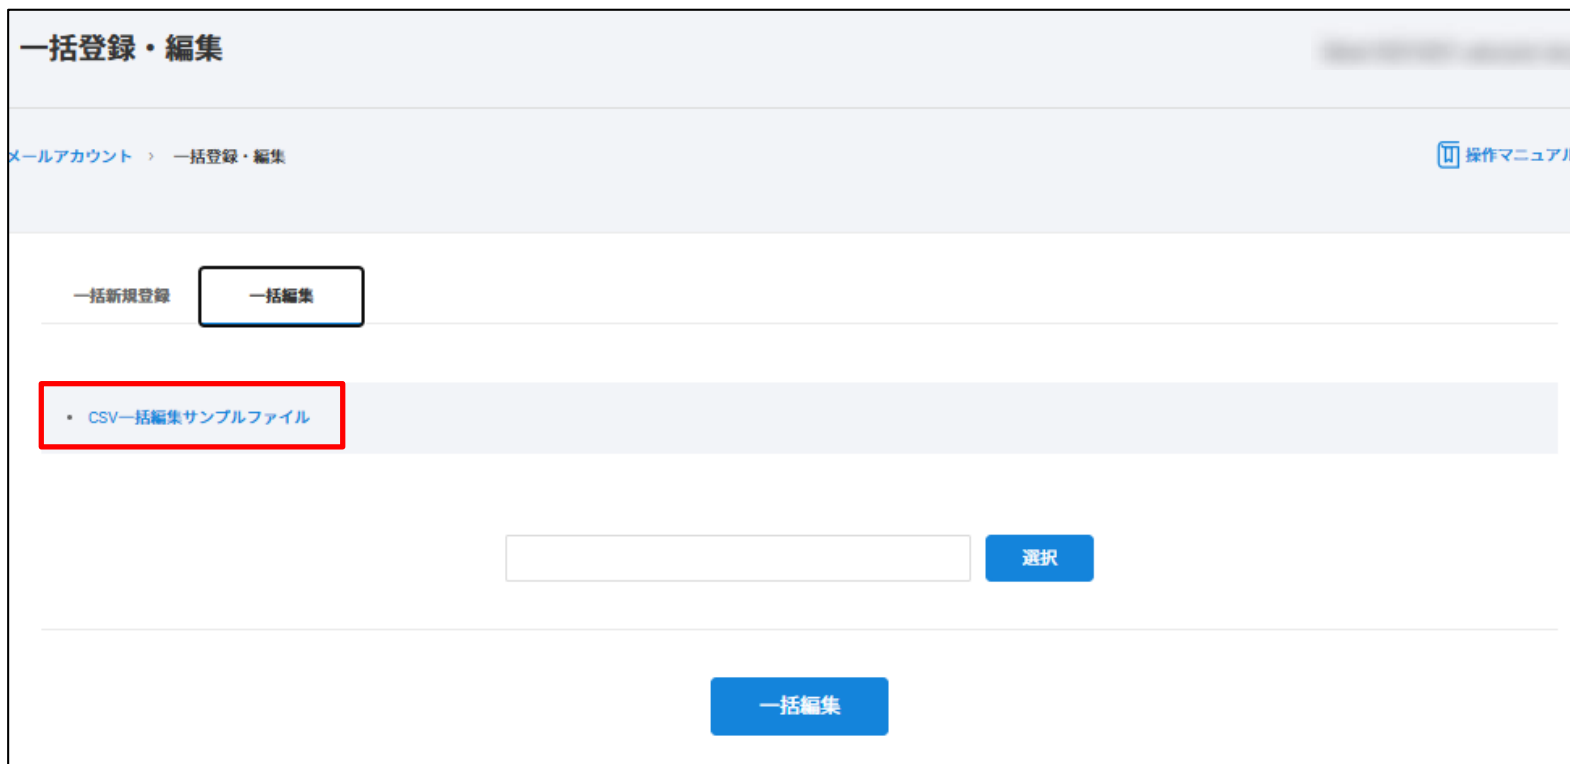 一括登録・編集
メールアカウント › 一括登録・編集
操作マニュアル
一括新規登録 一括編集
• CSV一括編集サンプルファイル
選択
一括編集